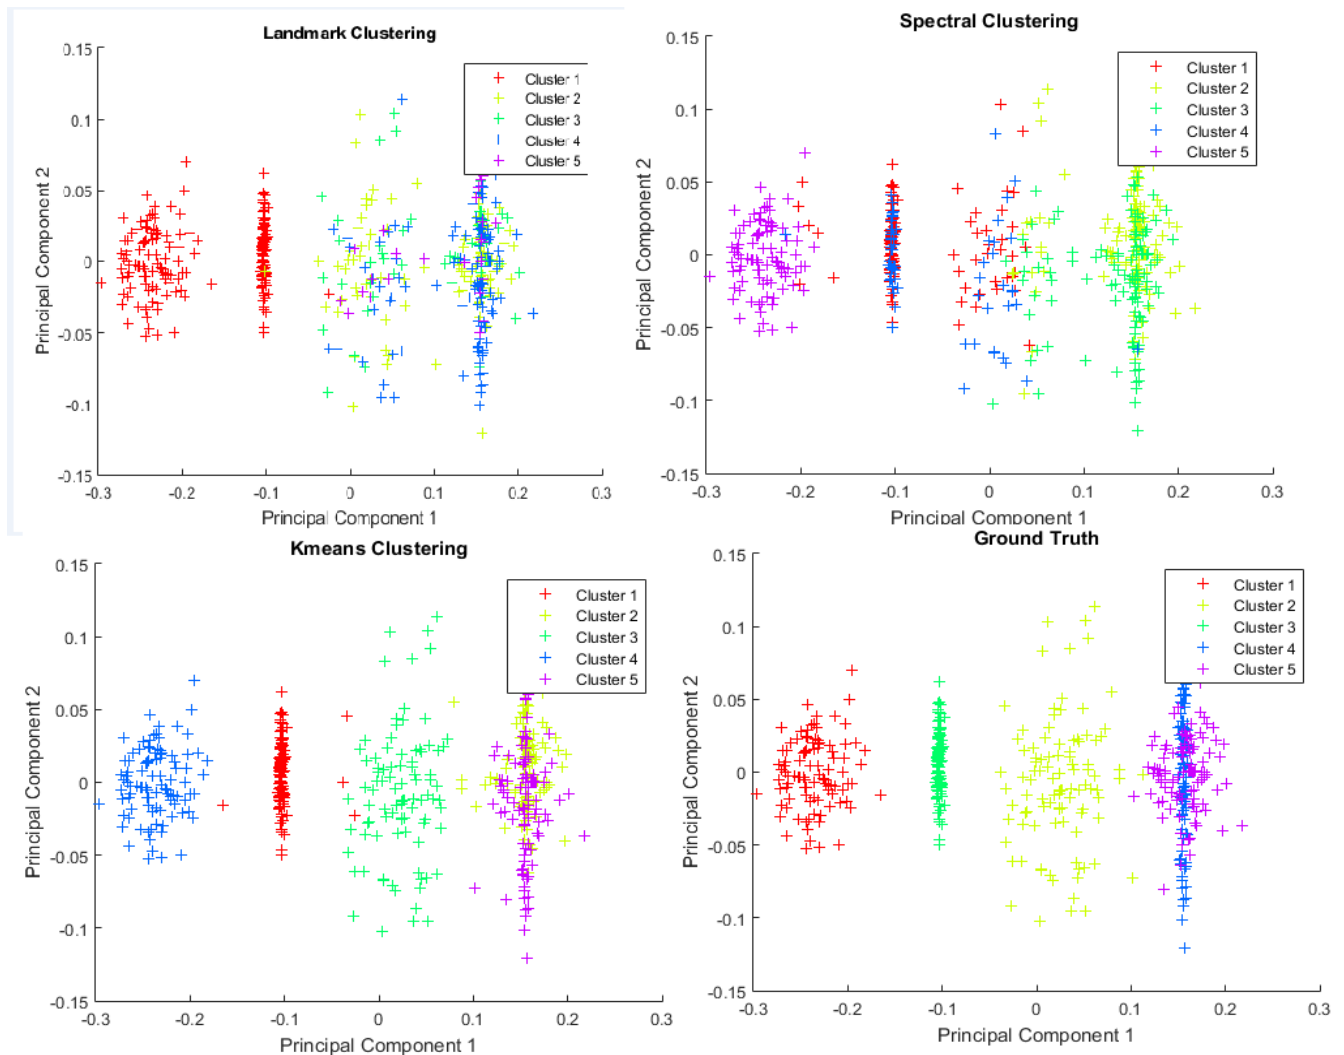 Landmark Clustering
0.15
0.1
0.05
0
-0.05
-0.1
-0.15
-0.3
-0.2
-0.1
0
0.1
0.2
0.3
Principal Component 1
Principal Component 2
Cluster 1
Cluster 2
Cluster 3
Cluster 4
Cluster 5
Spectral Clustering
0.15
0.1
0.05
0
-0.05
-0.1
-0.15
-0.3
-0.2
-0.1
0
0.1
0.2
0.3
Principal Component 1
Principal Component 2
Cluster 1
Cluster 2
Cluster 3
Cluster 4
Cluster 5
Kmeans Clustering
0.15
0.1
0.05
0
-0.05
-0.1
-0.15
-0.3
-0.2
-0.1
0
0.1
0.2
0.3
Principal Component 1
Principal Component 2
Cluster 1
Cluster 2
Cluster 3
Cluster 4
Cluster 5
Ground Truth
0.15
0.1
0.05
0
-0.05
-0.1
-0.15
-0.3
-0.2
-0.1
0
0.1
0.2
0.3
Principal Component 1
Principal Component 2
Cluster 1
Cluster 2
Cluster 3
Cluster 4
Cluster 5